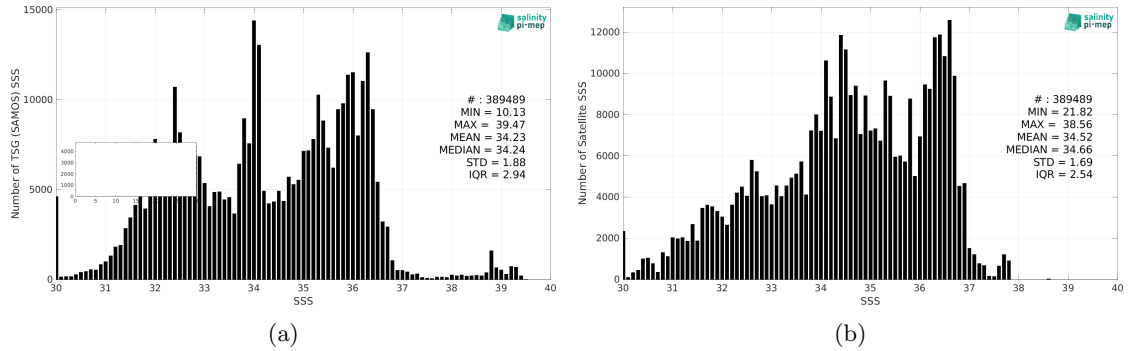 salinity
pi-mep
Number of TSG (SAMOS) SSS
15000
10000
5000
0
4000
3000
2000
1000
0
0 5 10 15
# : 389489
MIN = 10.13
MAX = 39.47
MEAN = 34.23
MEDIAN = 34.24
STD = 1.88
IQR = 2.94
30 31 32 33 34 35 36 37 38 39 40
SSS
(a)
salinity
pi-mep
Number of Satellite SSS
12000
10000
8000
6000
4000
2000
0
# : 389489
MIN = 21.82
MAX = 38.56
MEAN = 34.52
MEDIAN = 34.66
STD = 1.69
IQR = 2.54
30 31 32 33 34 35 36 37 38 39 40
SSS
(b)